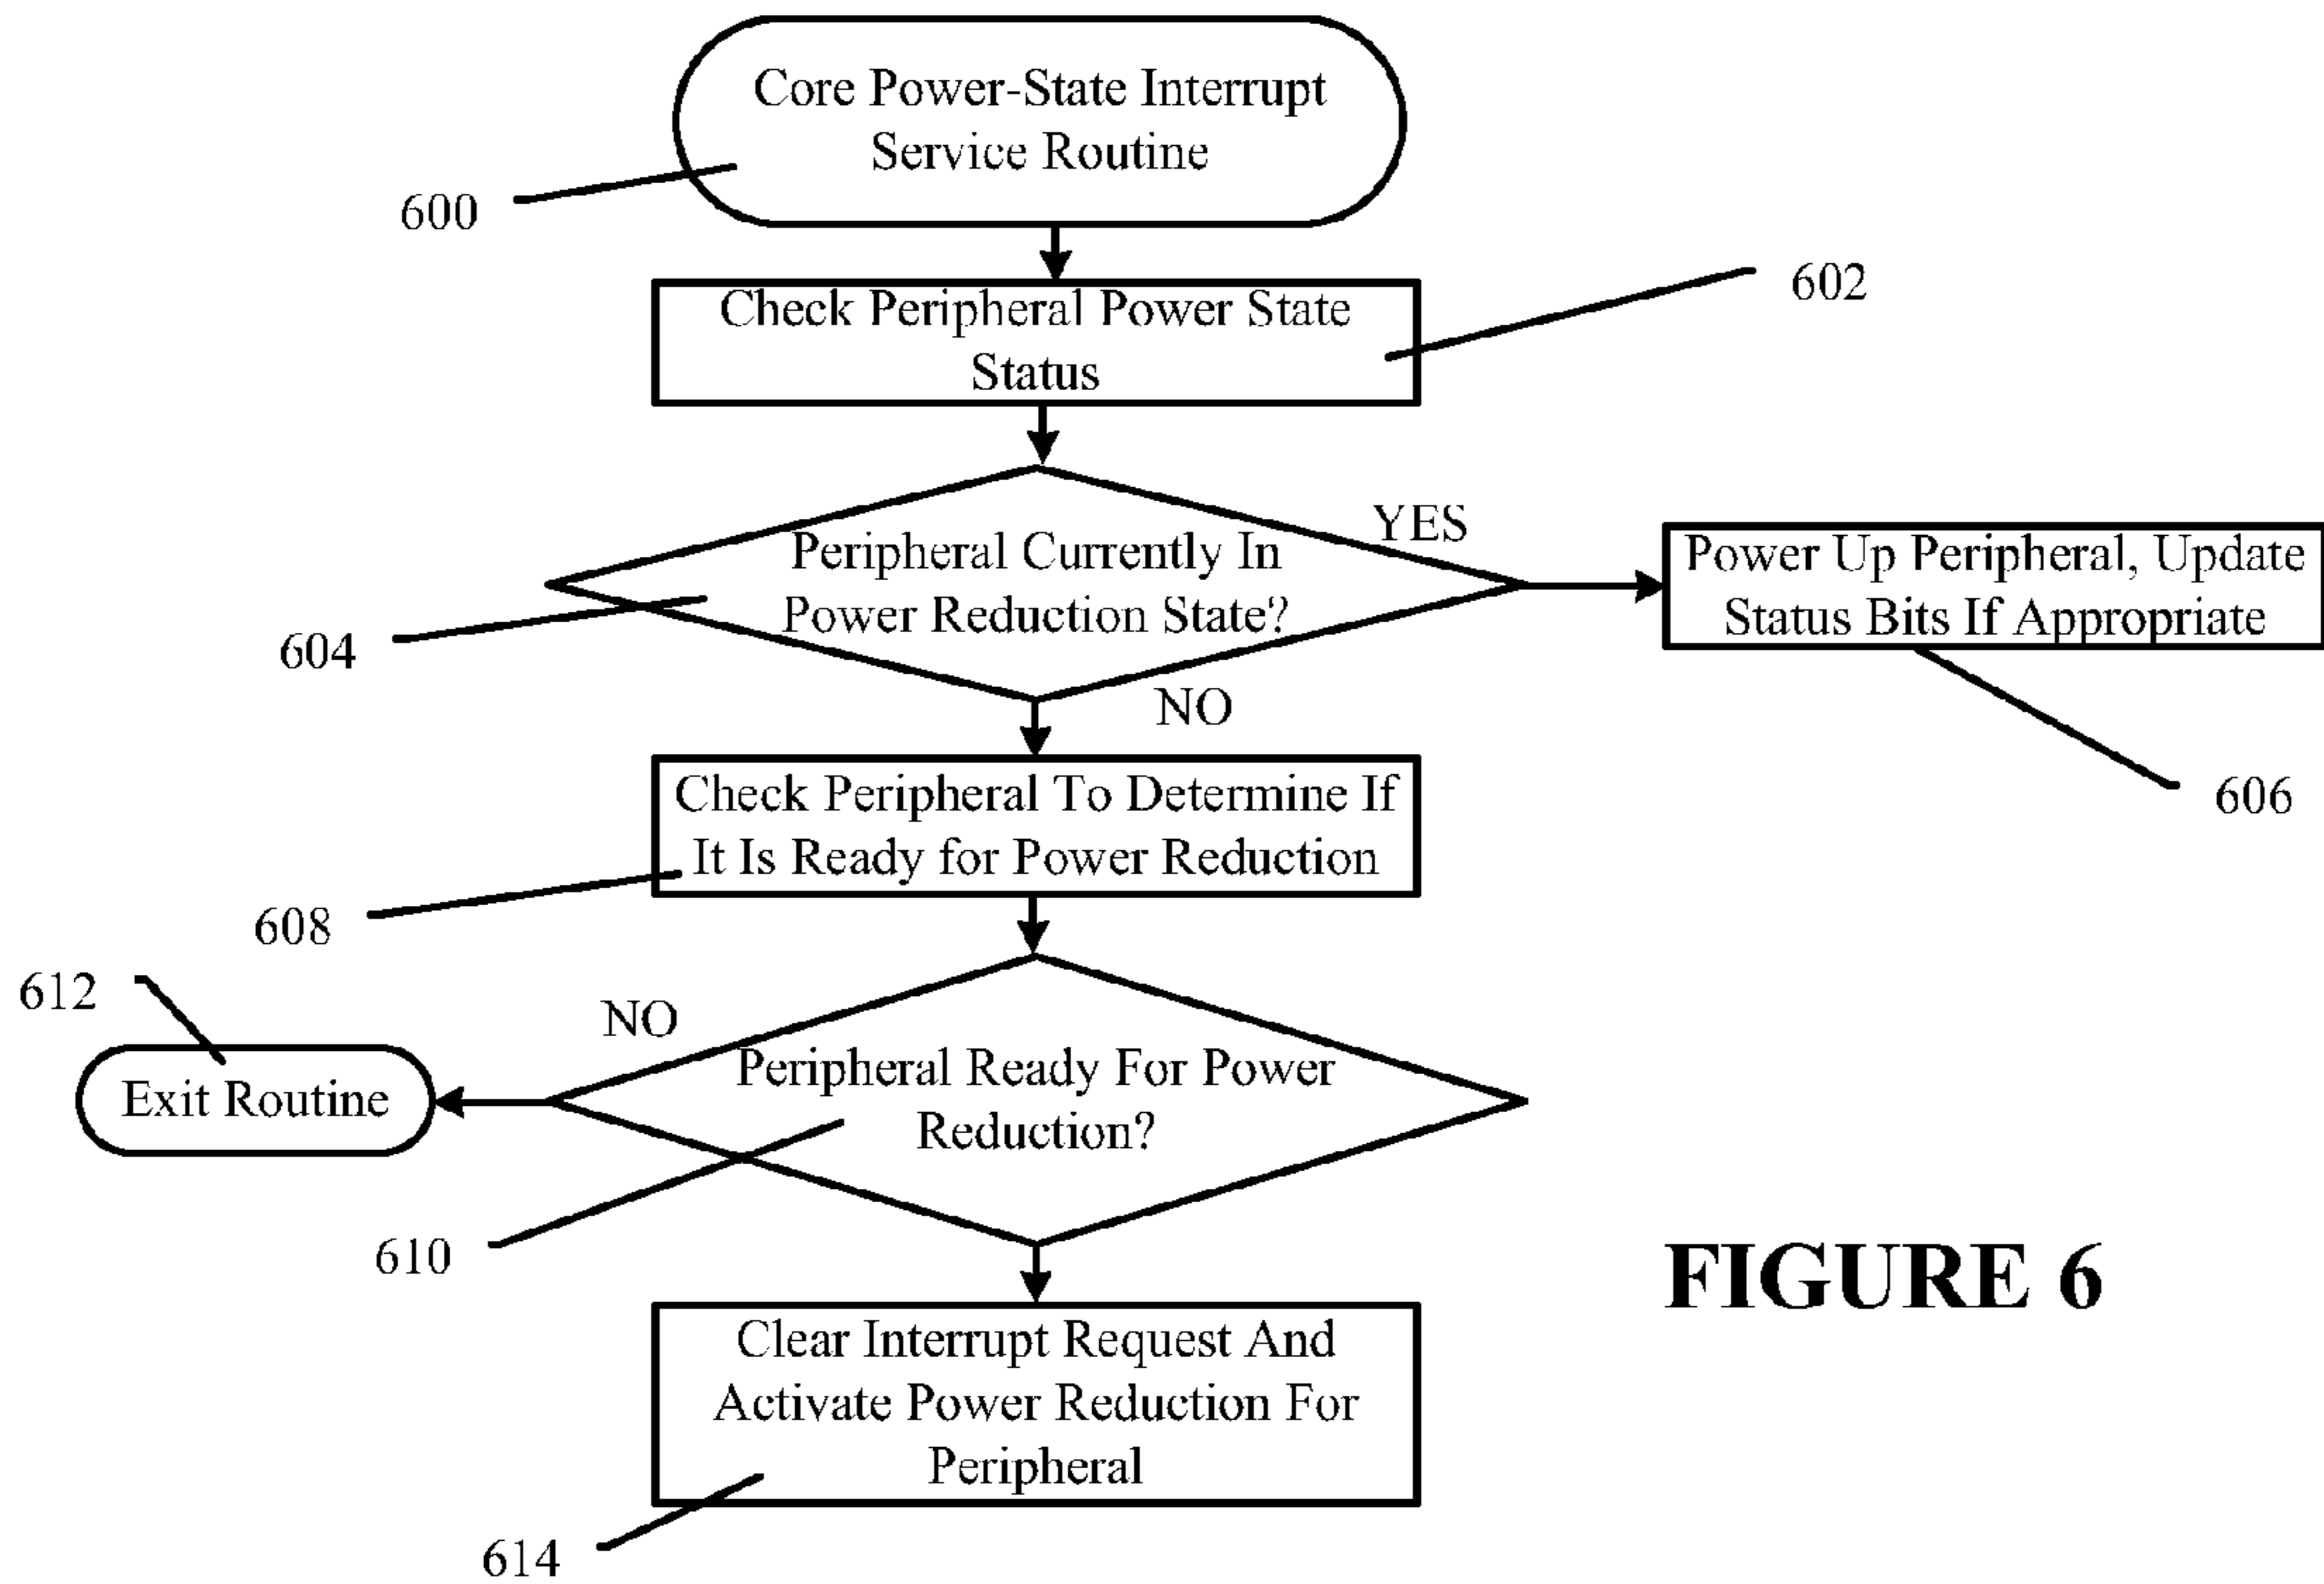 Core Power-State Interrupt
Service Routine
600
602
Check Peripheral Power State
Status
YES
Peripheral Currently In
Power Reduction State?
Power Up Peripheral, Update
Status Bits If Appropriate
604
NO
606
Check Peripheral To Determine If
It Is Ready for Power Reduction
608
612
NO
Exit Routine
Peripheral Ready For Power
Reduction?
610
FIGURE 6
Clear Interrupt Request And
Activate Power Reduction For
Peripheral
614